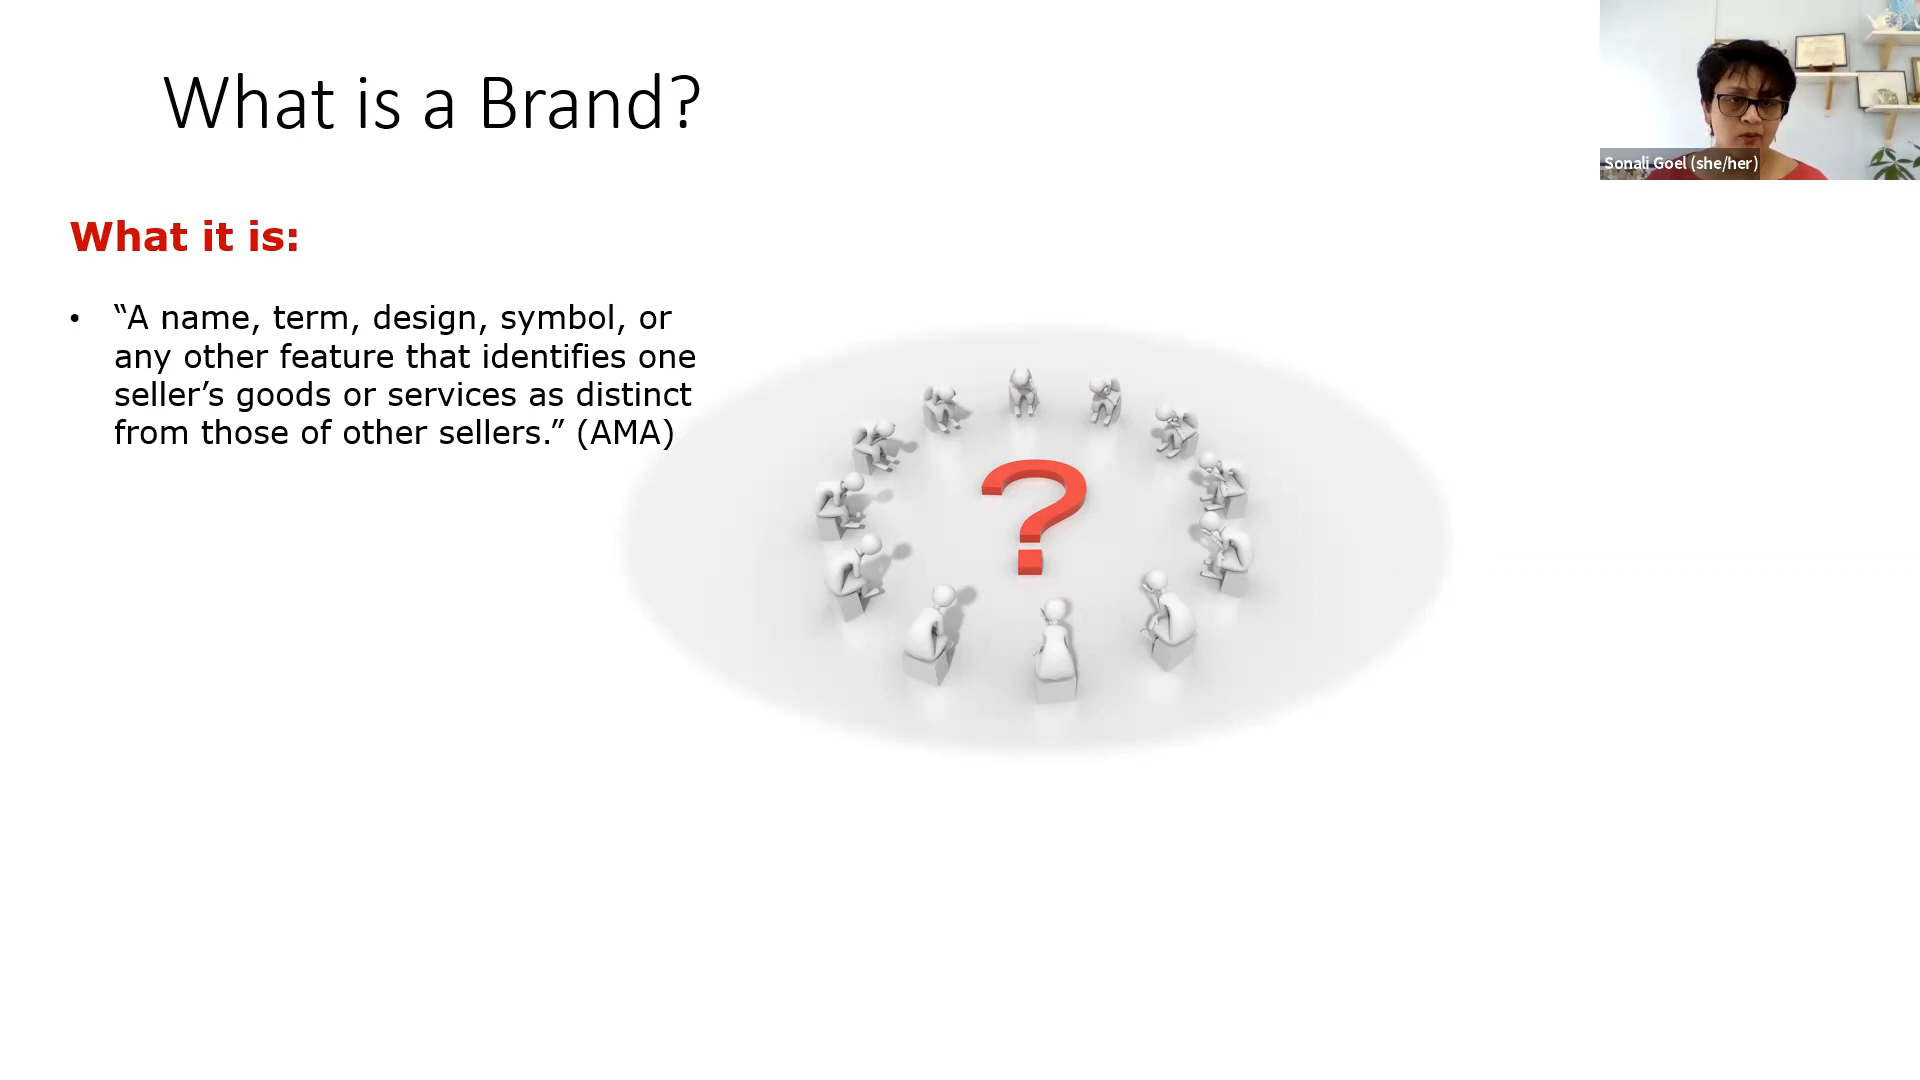 What is a Brand?
Sonali Goel (she/her)
What it is:
• “A name, term, design, symbol, or
any other feature that identifies one
seller’s goods or services as distinct
from those of other sellers.” (AMA)
?